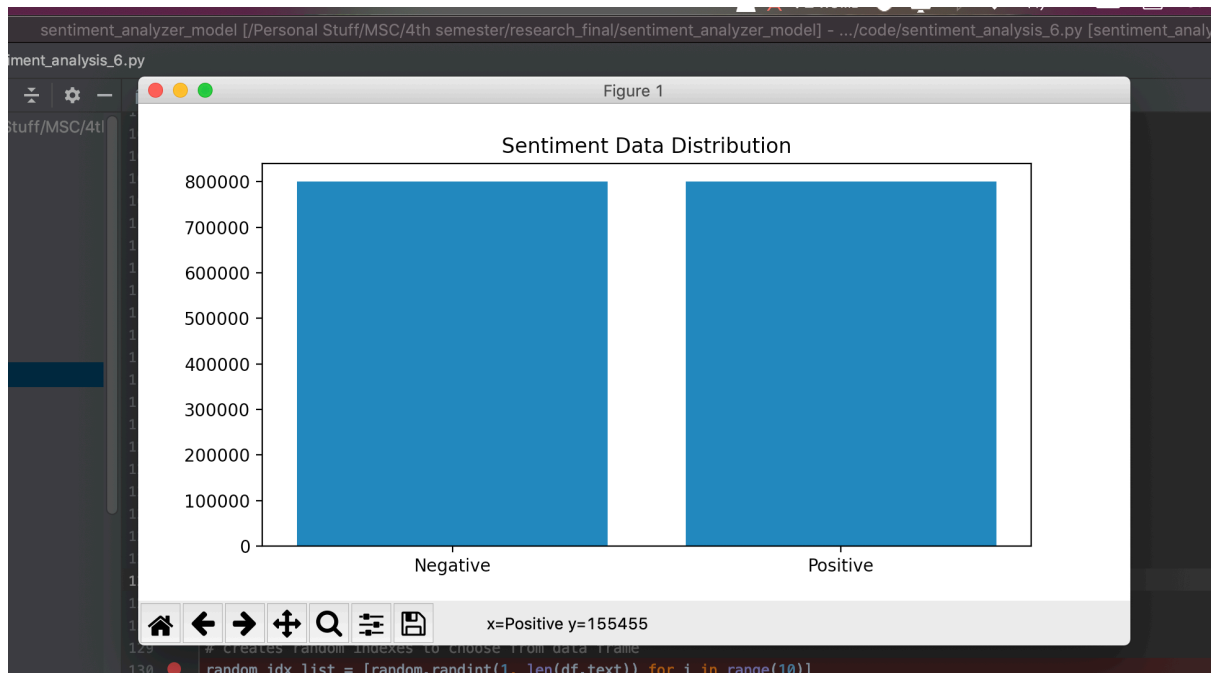 sentiment_analyzer_model [/Personal Stuff/MSC/4th semester/research_final/sentiment_analyzer_model] - .../code/sentiment_analysis_6.py [sentiment_analy
iment_analysis_6.py
Stuff/MSC/4tl
Figure 1
Sentiment Data Distribution
800000
700000
600000
500000
400000
300000
200000
100000
0
Negative
Positive
x=Positive y=155455
129 # Creates random indexes to choose from data frame
130 random_idx_list = [random.randint(1, len(df.text)) for i in range(10)]